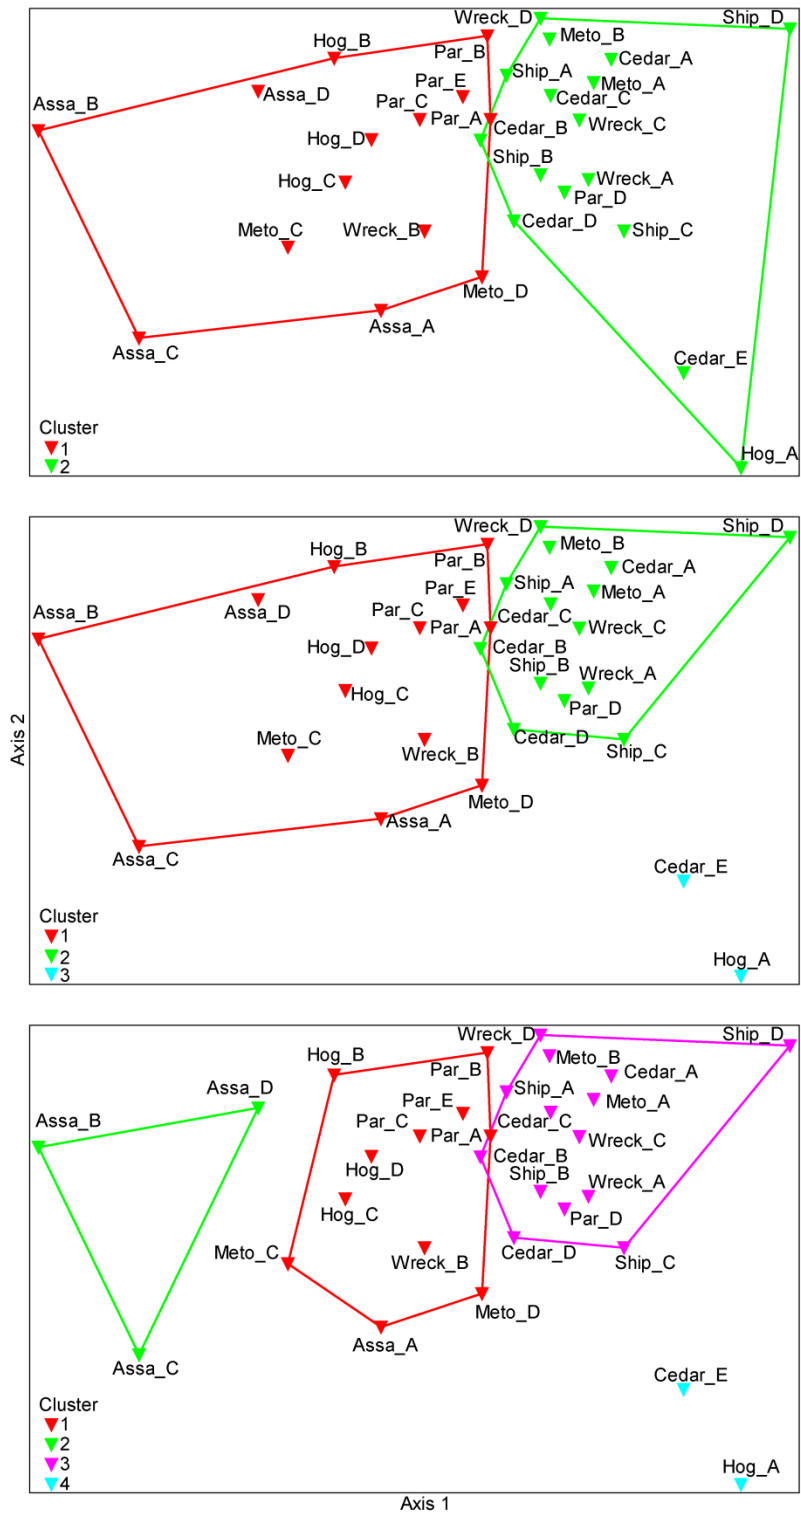 Wreck_D
Ship_D
Hog_B
Par_B
Meto_B
Cedar_A
Ship_A
Assa_D
Par_E
Meto_A
Assa_B
Par_C
Cedar_C
Par_A
Cedar_B
Wreck_C
Hog_D
Ship_B
Hog_C
Wreck_A
Par_D
Meto_C
Wreck_B
Cedar_D
Ship_C
Meto_D
Assa_A
Assa_C
Cedar_E
Cluster
1
2
Hog_A
Wreck_D
Ship_D
Hog_B
Par_B
Meto_B
Cedar_A
Ship_A
Par_E
Meto_A
Assa_B
Assa_D
Par_C
Par_A
Cedar_C
Wreck_C
Hog_D
Cedar_B
Ship_B
Wreck_A
Hog_C
Par_D
Meto_C
Wreck_B
Cedar_D
Ship_C
Meto_D
Assa_A
Assa_C
Cedar_E
Cluster
1
2
3
Hog_A
Axis 2
Wreck_D
Ship_D
Hog_B
Par_B
Meto_B
Cedar_A
Assa_D
Par_E
Ship_A
Meto_A
Assa_B
Par_C
Par_A
Cedar_C
Wreck_C
Hog_D
Cedar_B
Ship_B
Wreck_A
Hog_C
Par_D
Meto_C
Wreck_B
Cedar_D
Ship_C
Meto_D
Assa_A
Assa_C
Cedar_E
Cluster
1
2
3
4
Hog_A
Axis 1